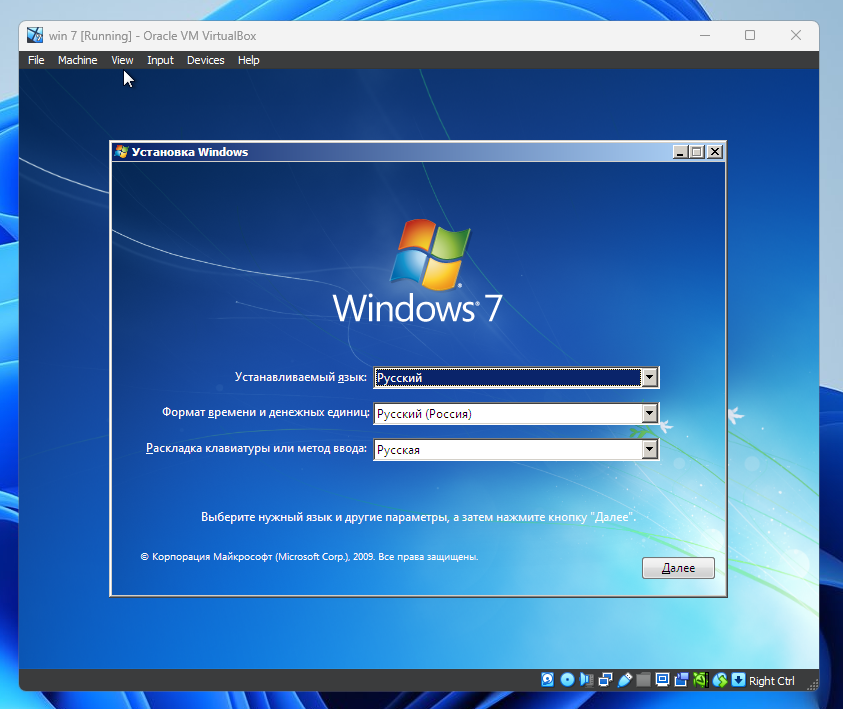 win 7 [Running] - Oracle VM VirtualBox
File Machine View Input Devices Help
Установка Windows
Windows® 7
Устанавливаемый язык: Русский
Формат времени и денежных единиц: Русский (Россия)
Раскладка клавиатуры или метод ввода: Русская
Выберите нужный язык и другие параметры, а затем нажмите кнопку "Далее".
© Корпорация Майкрософт (Microsoft Corp.), 2009. Все права защищены.
Далее
Right Ctrl